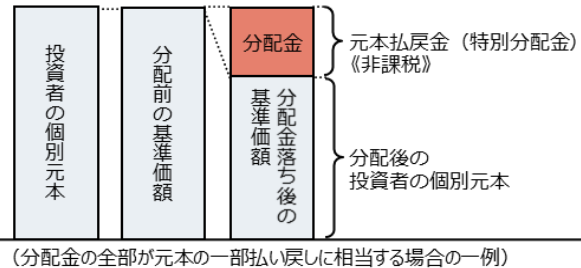 投資者の個別元本
分配前の基準価額
分配金
分配金落ち後の
基準価額
元本払戻金（特別分配金）
《非課税》
分配後の
投資者の個別元本
（分配金の全部が元本の一部払い戻しに相当する場合の一例）